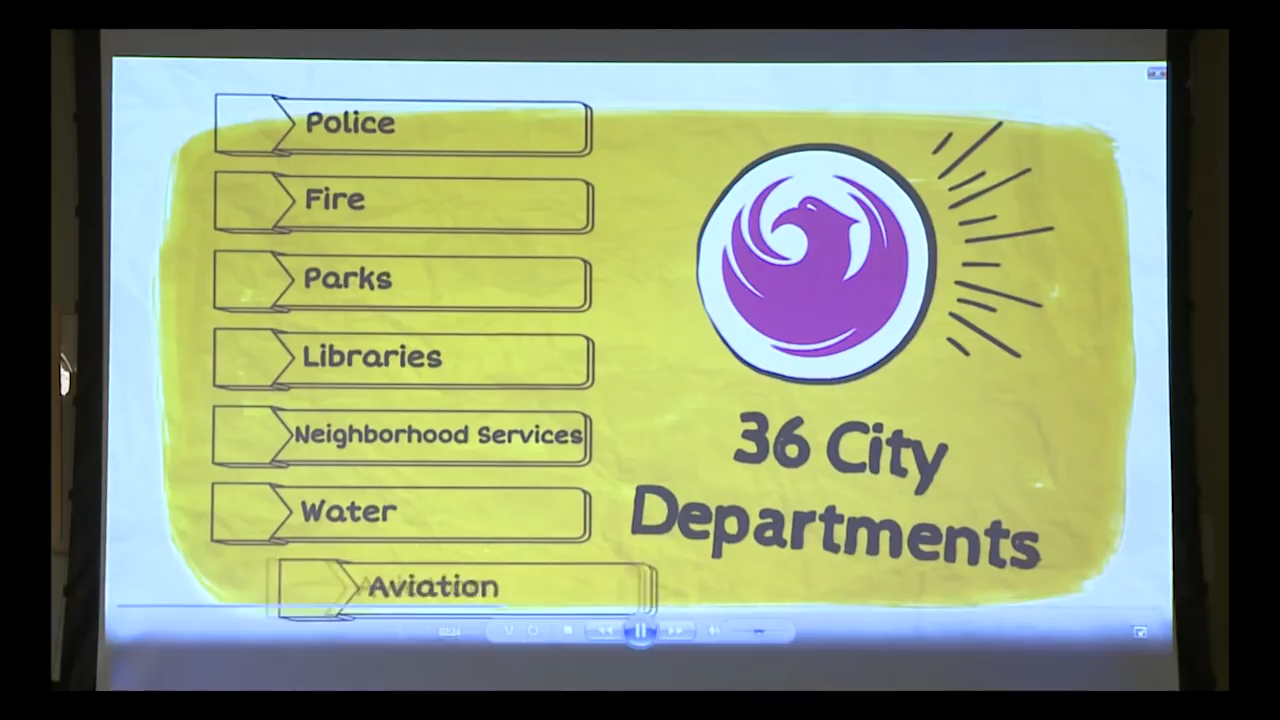 Police
Fire
Parks
Libraries
Neighborhood Services
Water
Aviation
36 City
Departments